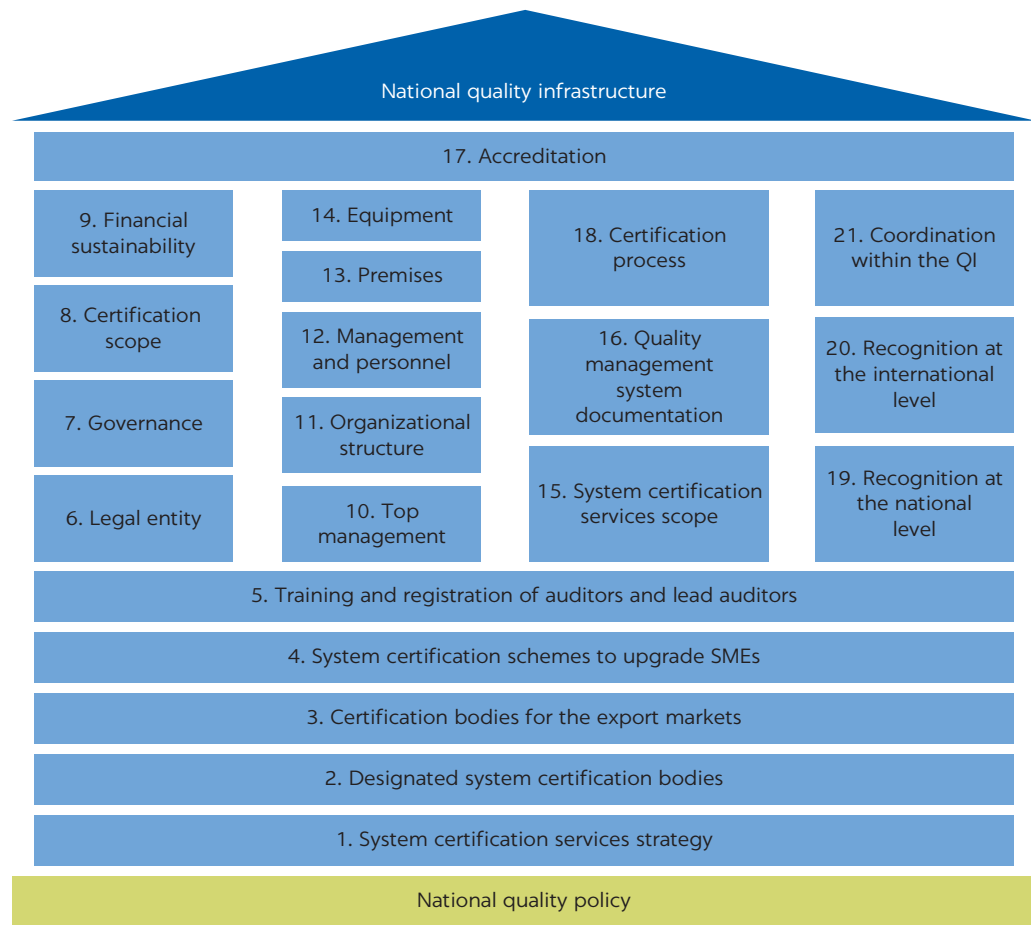 National quality infrastructure
17. Accreditation
9. Financial
sustainability
8. Certification
scope
7. Governance
6. Legal entity
14. Equipment
13. Premises
12. Management
and personnel
11. Organizational
structure
10. Top
management
18. Certification
process
16. Quality
management
system
documentation
15. System certification
services scope
21. Coordination
within the QI
20. Recognition at
the international
level
19. Recognition at
the national
level
5. Training and registration of auditors and lead auditors
4. System certification schemes to upgrade SMEs
3. Certification bodies for the export markets
2. Designated system certification bodies
1. System certification services strategy
National quality policy